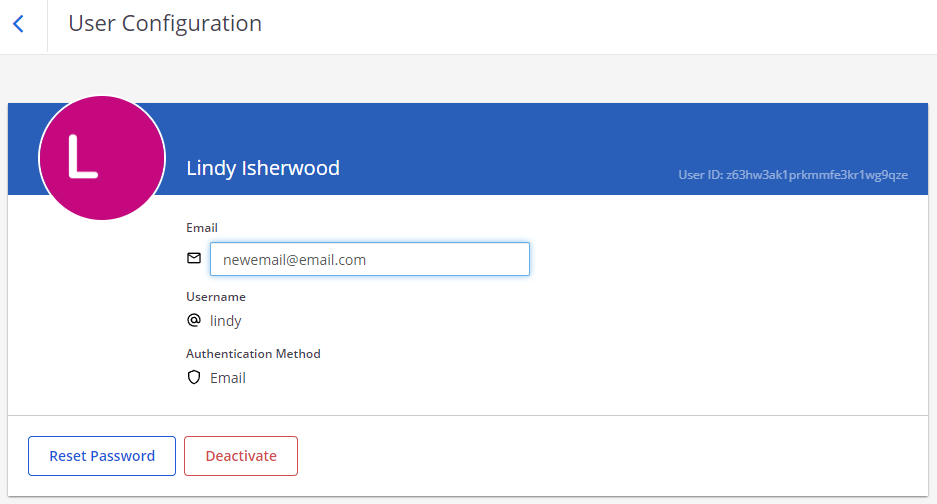 User Configuration
L
Lindy Isherwood
User ID: z63hw3ak1prkmmfe3kr1wg9qze
Email
newemail@email.com
Username
lindy
Authentication Method
Email
Reset Password
Deactivate